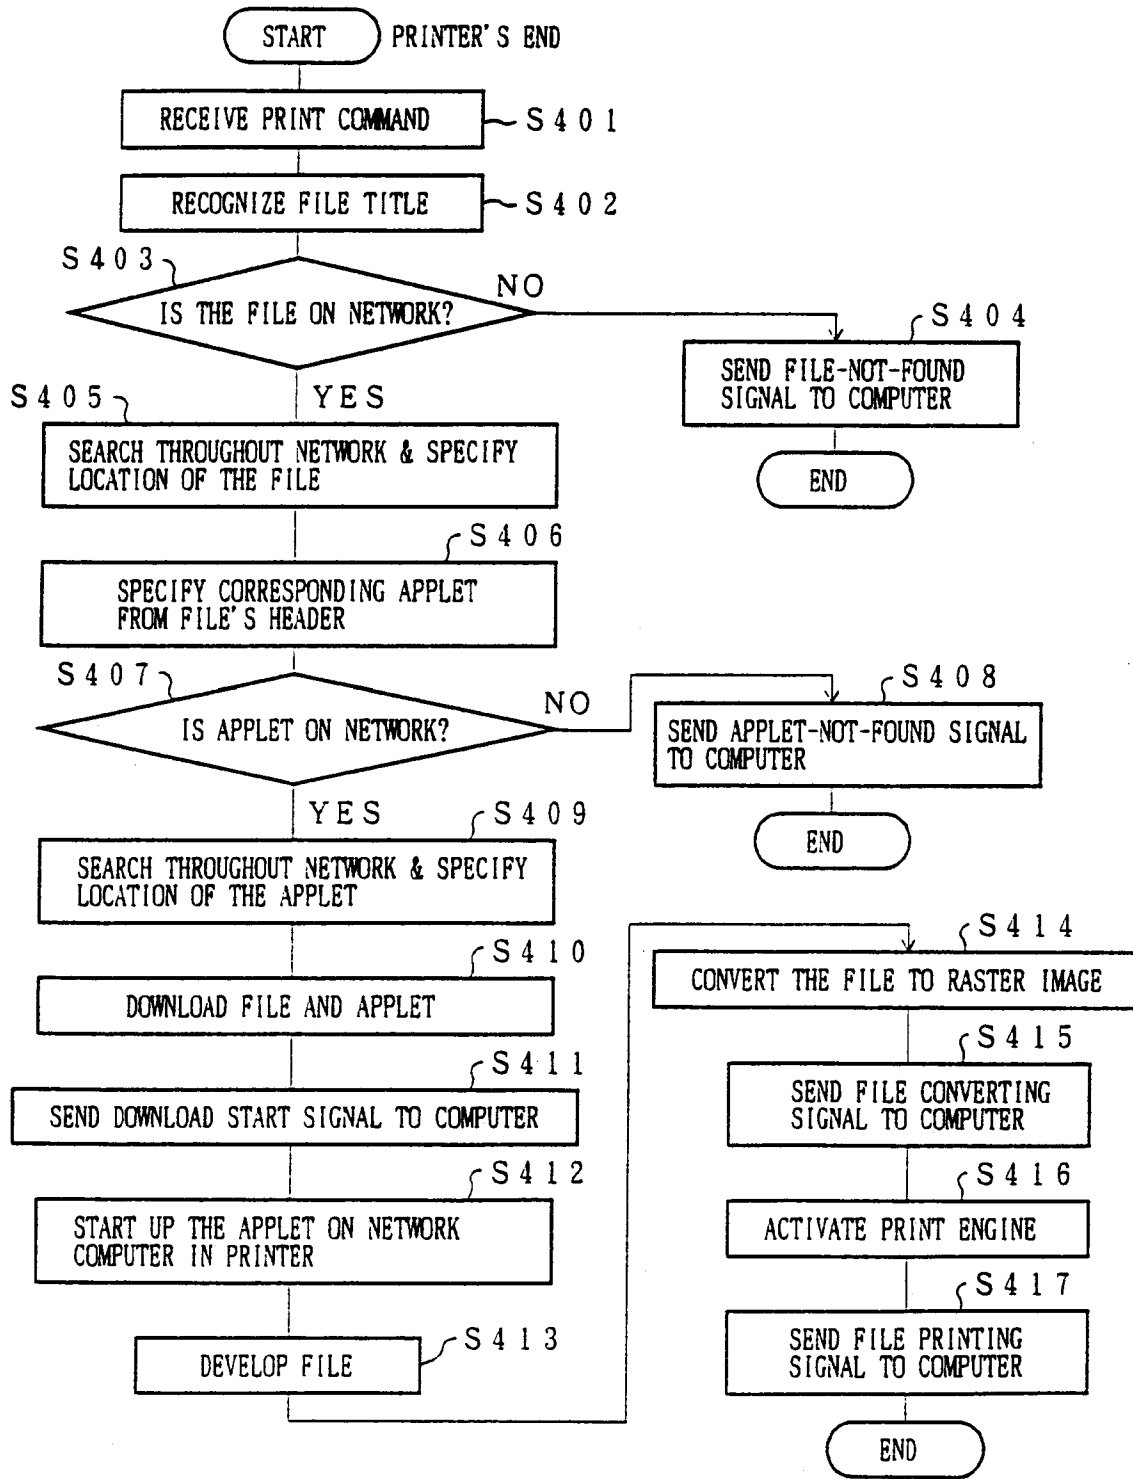 START
PRINTER'S END
RECEIVE PRINT COMMAND
S401
RECOGNIZE FILE TITLE
S402
S403
IS THE FILE ON NETWORK?
NO
S404
SEND FILE-NOT-FOUND
SIGNAL TO COMPUTER
END
YES
S405
SEARCH THROUGHOUT NETWORK & SPECIFY
LOCATION OF THE FILE
S406
SPECIFY CORRESPONDING APPLET
FROM FILE'S HEADER
S407
IS APPLET ON NETWORK?
NO
S408
SEND APPLET-NOT-FOUND SIGNAL
TO COMPUTER
END
YES
S409
SEARCH THROUGHOUT NETWORK & SPECIFY
LOCATION OF THE APPLET
S410
DOWNLOAD FILE AND APPLET
S411
SEND DOWNLOAD START SIGNAL TO COMPUTER
S412
START UP THE APPLET ON NETWORK
COMPUTER IN PRINTER
S413
DEVELOP FILE
S414
CONVERT THE FILE TO RASTER IMAGE
S415
SEND FILE CONVERTING
SIGNAL TO COMPUTER
S416
ACTIVATE PRINT ENGINE
S417
SEND FILE PRINTING
SIGNAL TO COMPUTER
END